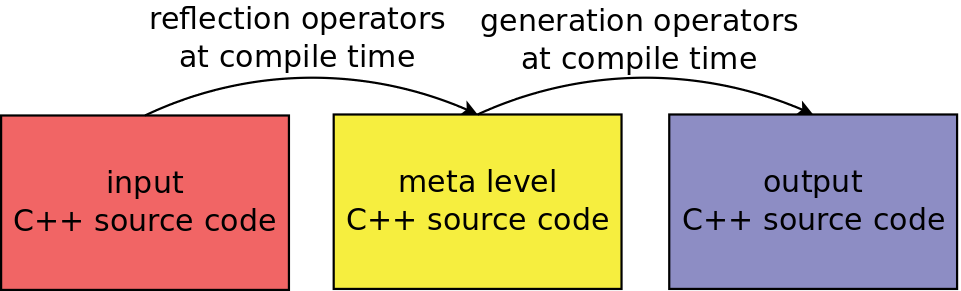 reflection operators
at compile time
generation operators
at compile time
input
C++ source code
meta level
C++ source code
output
C++ source code